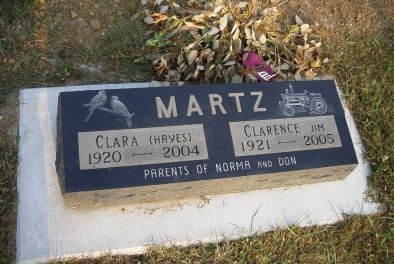 MARTZ
CLARA (HAYES)
1920 — 2004
CLARENCE JIM
1921 — 2005
PARENTS OF NORMA AND DON